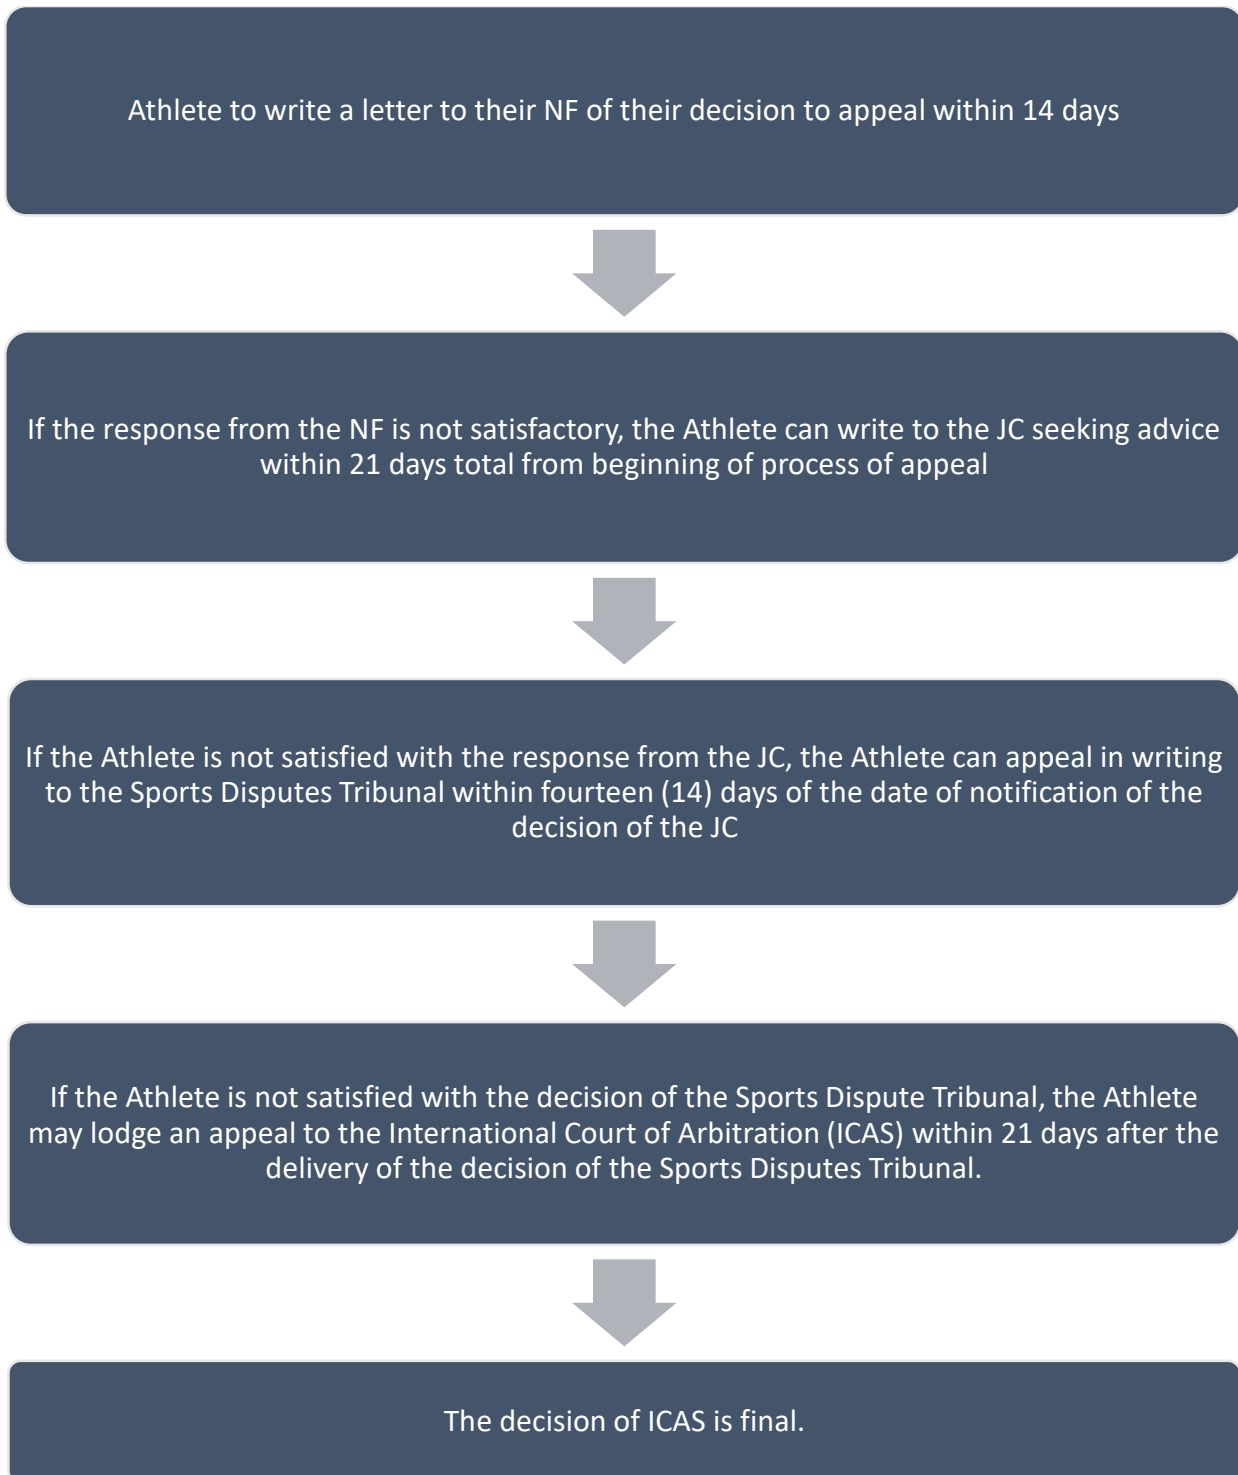 Athlete to write a letter to their NF of their decision to appeal within 14 days
If the response from the NF is not satisfactory, the Athlete can write to the JC seeking advice
within 21 days total from beginning of process of appeal
If the Athlete is not satisfied with the response from the JC, the Athlete can appeal in writing
to the Sports Disputes Tribunal within fourteen (14) days of the date of notification of the
decision of the JC
If the Athlete is not satisfied with the decision of the Sports Dispute Tribunal, the Athlete
may lodge an appeal to the International Court of Arbitration (ICAS) within 21 days after the
delivery of the decision of the Sports Disputes Tribunal.
The decision of ICAS is final.